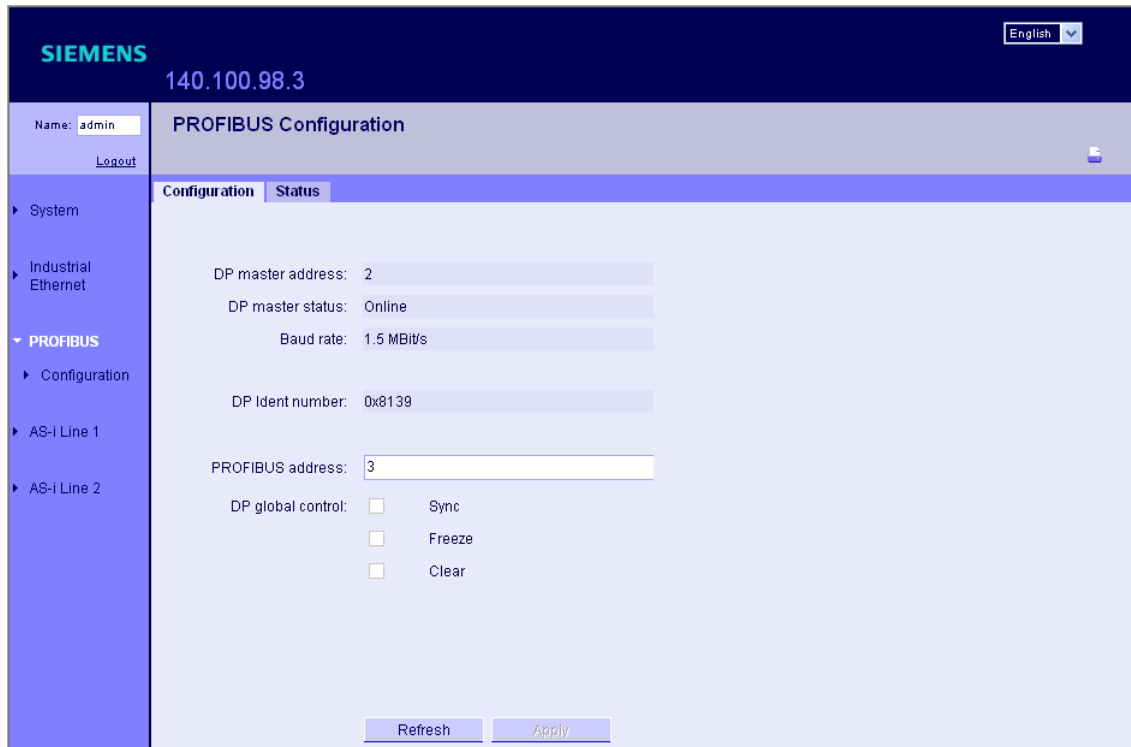 English
SIEMENS
140.100.98.3
Name: admin
Logout
PROFIBUS Configuration
Configuration Status
System
Industrial
Ethernet
PROFIBUS
Configuration
AS-i Line 1
AS-i Line 2
DP master address: 2
DP master status: Online
Baud rate: 1.5 MBit/s
DP Ident number: 0x8139
PROFIBUS address: 3
DP global control: Sync
Freeze
Clear
Refresh Apply